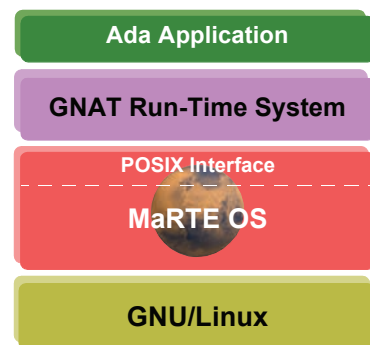 Ada Application
GNAT Run-Time System
POSIX Interface
MaRTE OS
GNU/Linux